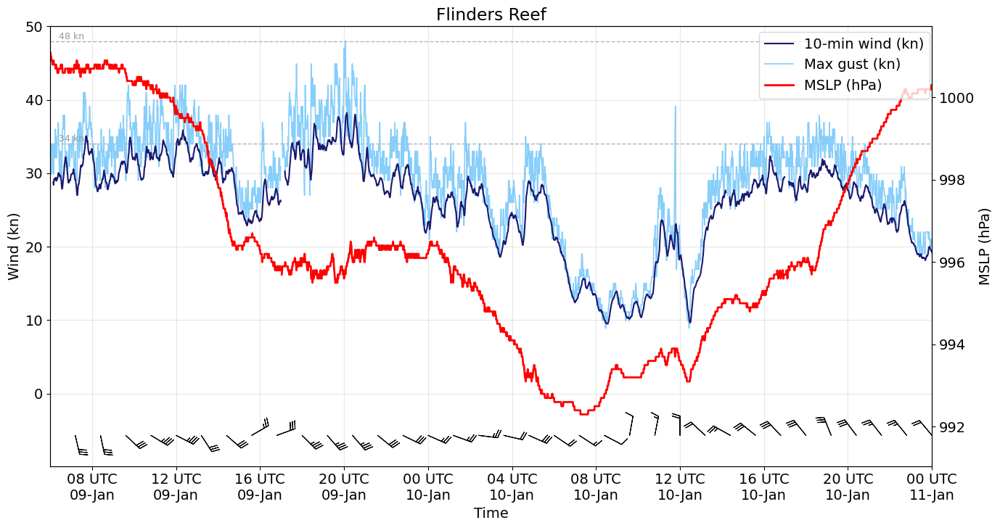 Flinders Reef
50
48 kn
10-min wind (kn)
Max gust (kn)
MSLP (hPa)
40
1000
34 kn
30
998
20
996
10
994
0
992
Wind (kn)
MSLP (hPa)
08 UTC 12 UTC 16 UTC 20 UTC 00 UTC 04 UTC 08 UTC 12 UTC 16 UTC 20 UTC 00 UTC
09-Jan 09-Jan 09-Jan 09-Jan 10-Jan 10-Jan 10-Jan 10-Jan 10-Jan 10-Jan 11-Jan
Time